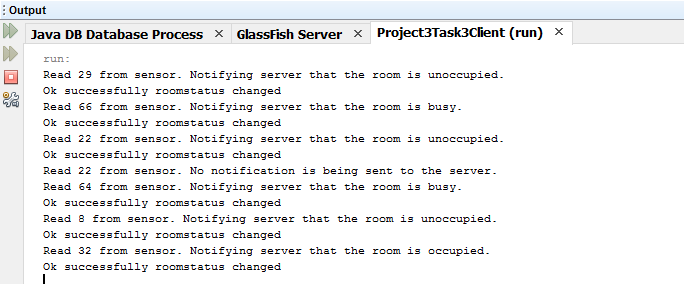 Output
Java DB Database Process × GlassFish Server × Project3Task3Client (run) ×
run:
Read 29 from sensor. Notifying server that the room is unoccupied.
Ok successfully roomstatus changed
Read 66 from sensor. Notifying server that the room is busy.
Ok successfully roomstatus changed
Read 22 from sensor. Notifying server that the room is unoccupied.
Ok successfully roomstatus changed
Read 22 from sensor. No notification is being sent to the server.
Read 64 from sensor. Notifying server that the room is busy.
Ok successfully roomstatus changed
Read 8 from sensor. Notifying server that the room is unoccupied.
Ok successfully roomstatus changed
Read 32 from sensor. Notifying server that the room is occupied.
Ok successfully roomstatus changed